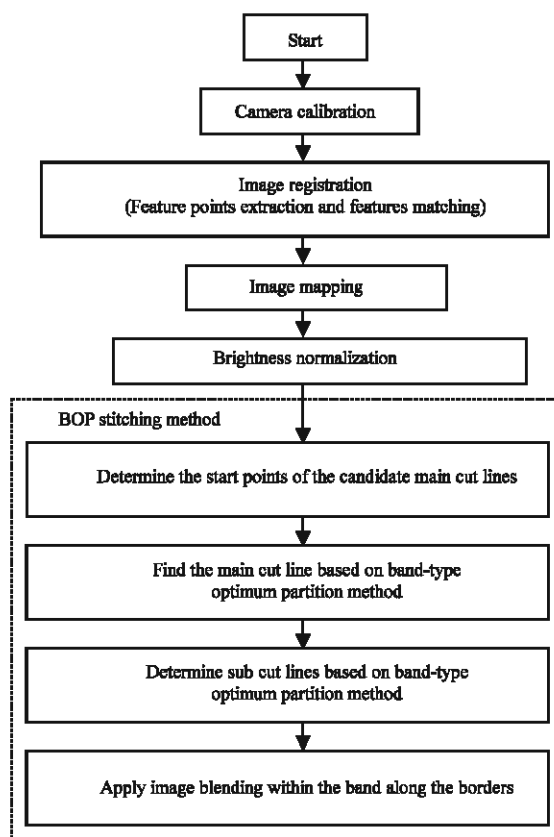 Start
Camera calibration
Image registration
(Feature points extraction and features matching)
Image mapping
Brightness normalization
BOP stitching method
Determine the start points of the candidate main cut lines
Find the main cut line based on band-type
optimum partition method
Determine sub cut lines based on band-type
optimum partition method
Apply image blending within the band along the borders